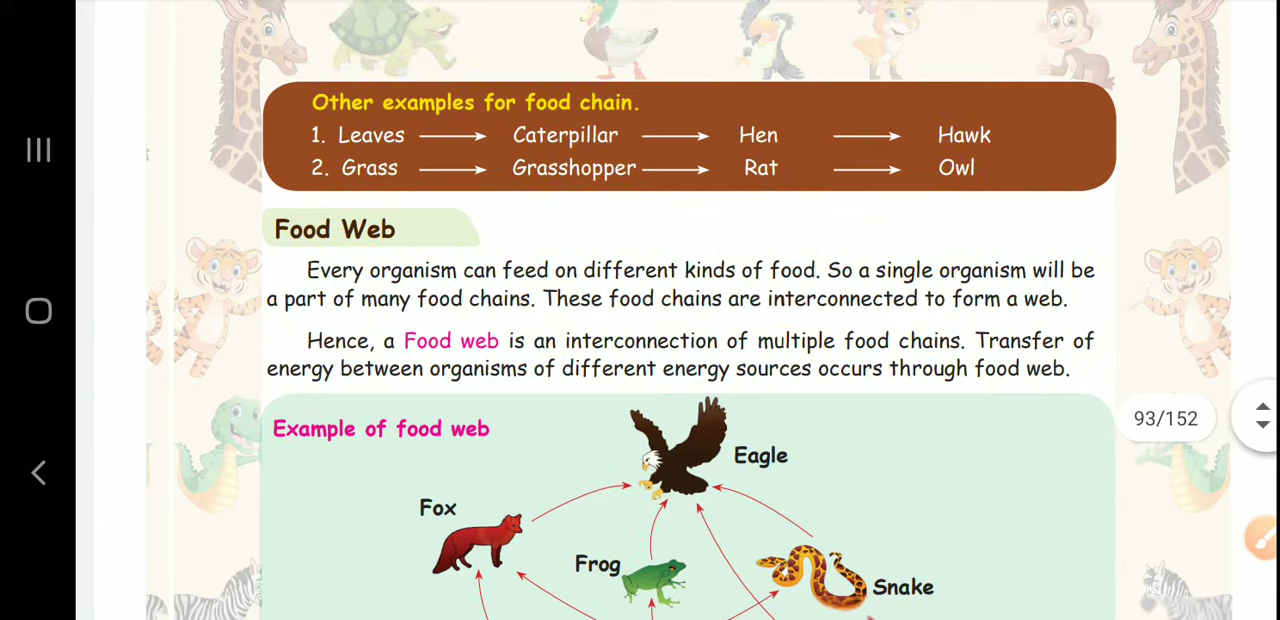 Other examples for food chain.
1. Leaves Caterpillar Hen Hawk
2. Grass Grasshopper Rat Owl
Food Web
Every organism can feed on different kinds of food. So a single organism will be
a part of many food chains. These food chains are interconnected to form a web.
Hence, a Food web is an interconnection of multiple food chains. Transfer of
energy between organisms of different energy sources occurs through food web.
93/152
Example of food web
Eagle
Fox
Frog
Snake